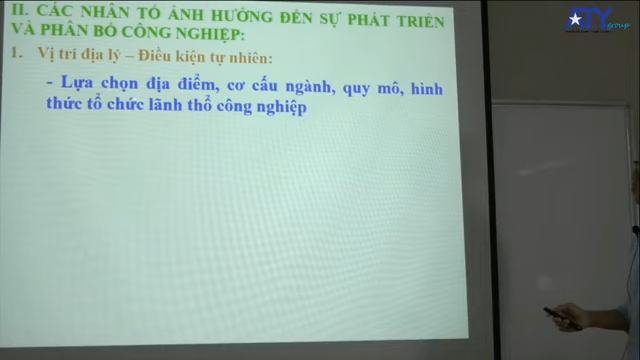 II. CÁC NHÂN TỐ ẢNH HƯỞNG ĐẾN SỰ PHÁT TRIỂN
VÀ PHÂN BỐ CÔNG NGHIỆP:
1. Vị trí địa lý – Điều kiện tự nhiên:
- Lựa chọn địa điểm, cơ cấu ngành, quy mô, hình
thức tổ chức lãnh thổ công nghiệp
ATY group